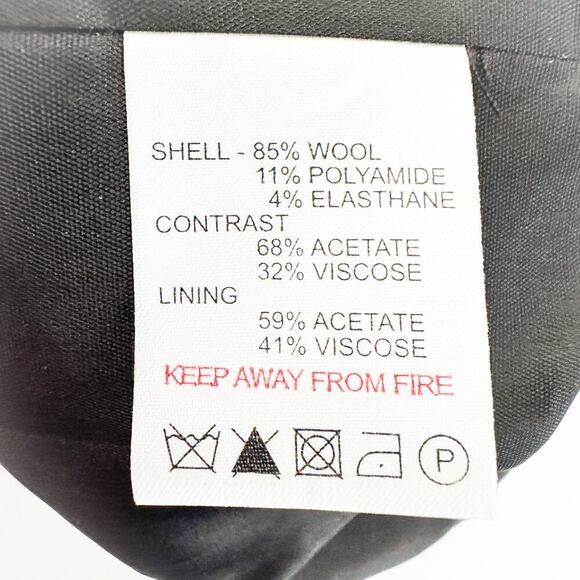 SHELL - 85% WOOL
11% POLYAMIDE
4% ELASTHANE
CONTRAST
68% ACETATE
32% VISCOSE
LINING
59% ACETATE
41% VISCOSE
KEEP AWAY FROM FIRE
P